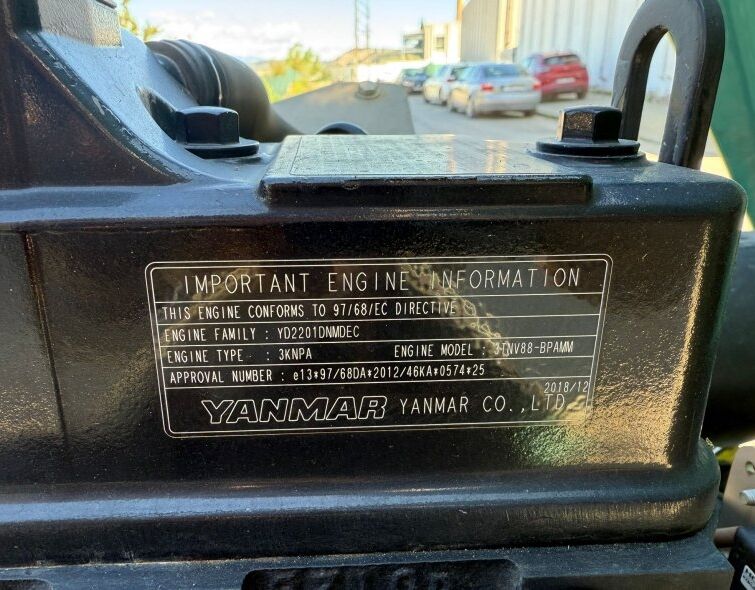 IMPORTANT ENGINE INFORMATION
THIS ENGINE CONFORMS TO 97/68/EC DIRECTIVE
ENGINE FAMILY : YD2201DNMDEC
ENGINE TYPE : 3KNPA ENGINE MODEL : 3TNV88-BPAMM
APPROVAL NUMBER : e13*97/68DA*2012/46KA*0574*25
2018/12
YANMAR YANMAR CO.,LTD.